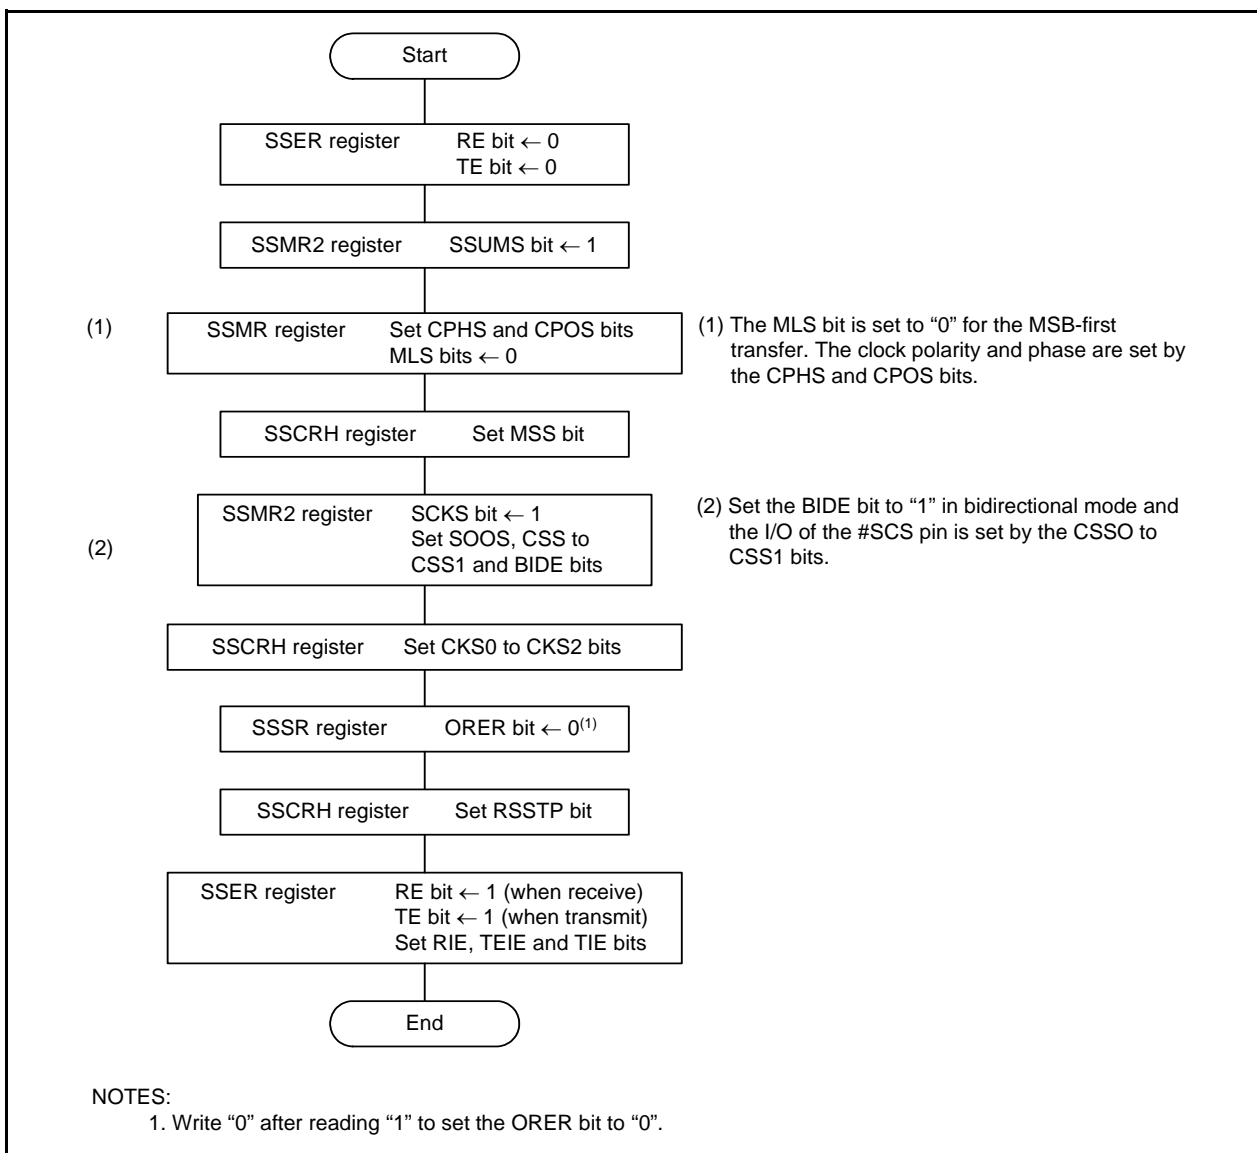 Start
SSER register RE bit ← 0
TE bit ← 0
SSMR2 register SSUMS bit ← 1
(1)
SSMR register Set CPHS and CPOS bits
MLS bits ← 0
(1) The MLS bit is set to “0” for the MSB-first
transfer. The clock polarity and phase are set by
the CPHS and CPOS bits.
SSCRH register Set MSS bit
(2)
SSMR2 register SCKS bit ← 1
Set SOOS, CSS to
CSS1 and BIDE bits
(2) Set the BIDE bit to “1” in bidirectional mode and
the I/O of the #SCS pin is set by the CSSO to
CSS1 bits.
SSCRH register Set CKS0 to CKS2 bits
SSSR register ORER bit ← 0(1)
SSCRH register Set RSSTP bit
SSER register RE bit ← 1 (when receive)
TE bit ← 1 (when transmit)
Set RIE, TEIE and TIE bits
End
NOTES:
1. Write “0” after reading “1” to set the ORER bit to “0”.